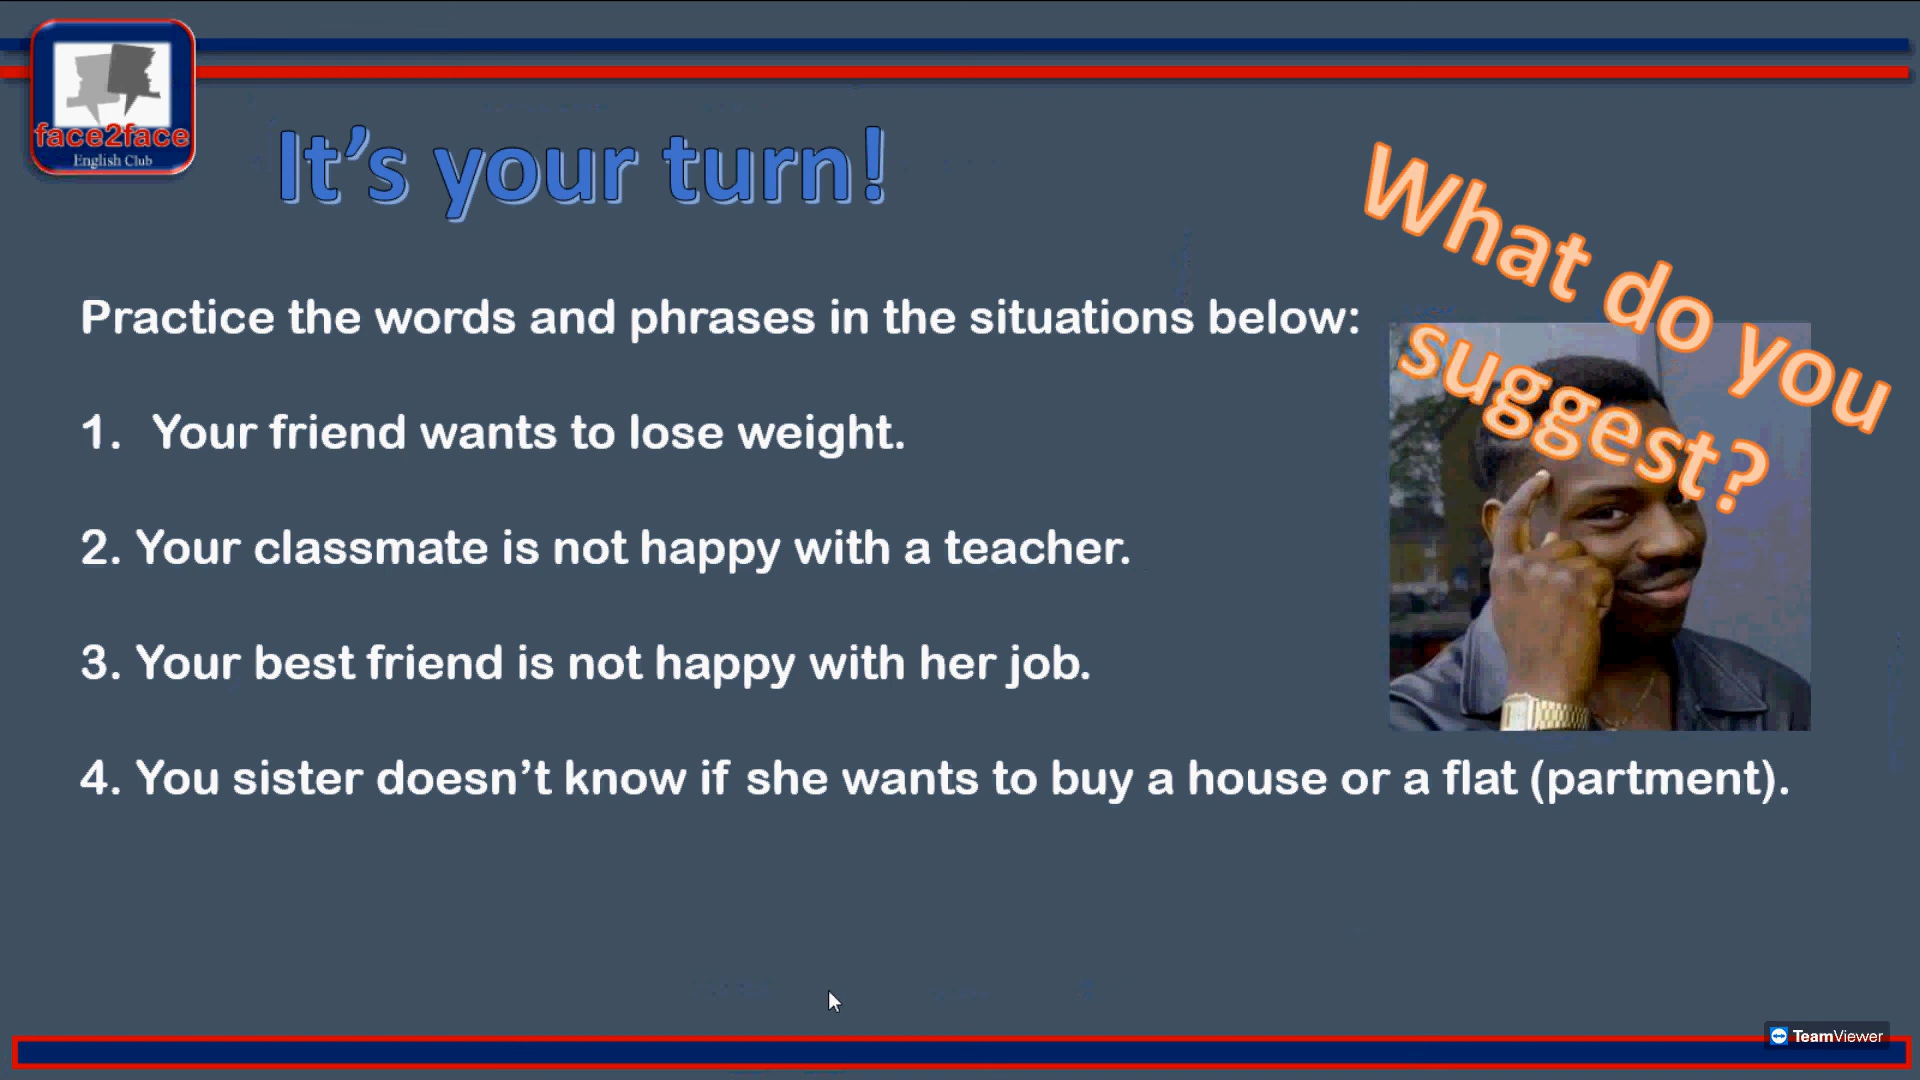 face2face
English Club
It's your turn!
What do you
suggest?
Practice the words and phrases in the situations below:
1. Your friend wants to lose weight.
2. Your classmate is not happy with a teacher.
3. Your best friend is not happy with her job.
4. You sister doesn't know if she wants to buy a house or a flat (partment).
TeamViewer